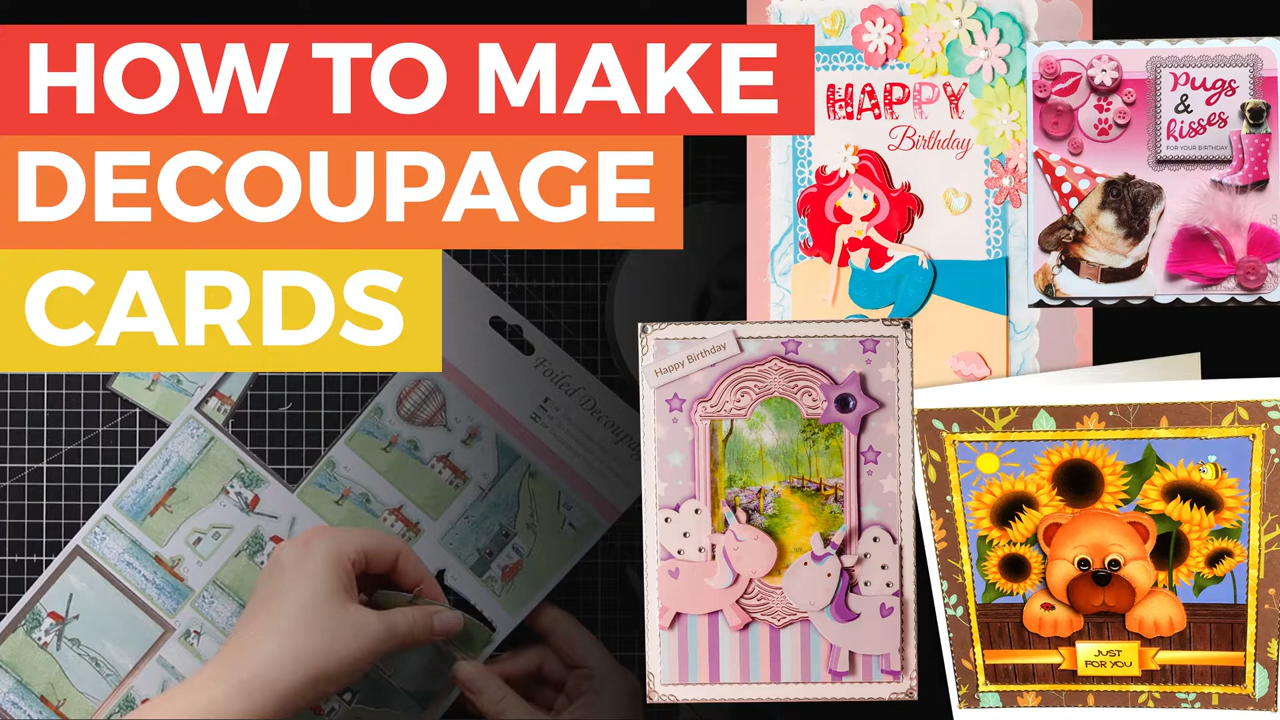 HOW TO MAKE
DECOUPAGE
CARDS
HAPPY
Birthday
Pugs
&
kisses
FOR YOUR BIRTHDAY
Happy Birthday
Foiled Decoupage
JUST
FOR YOU